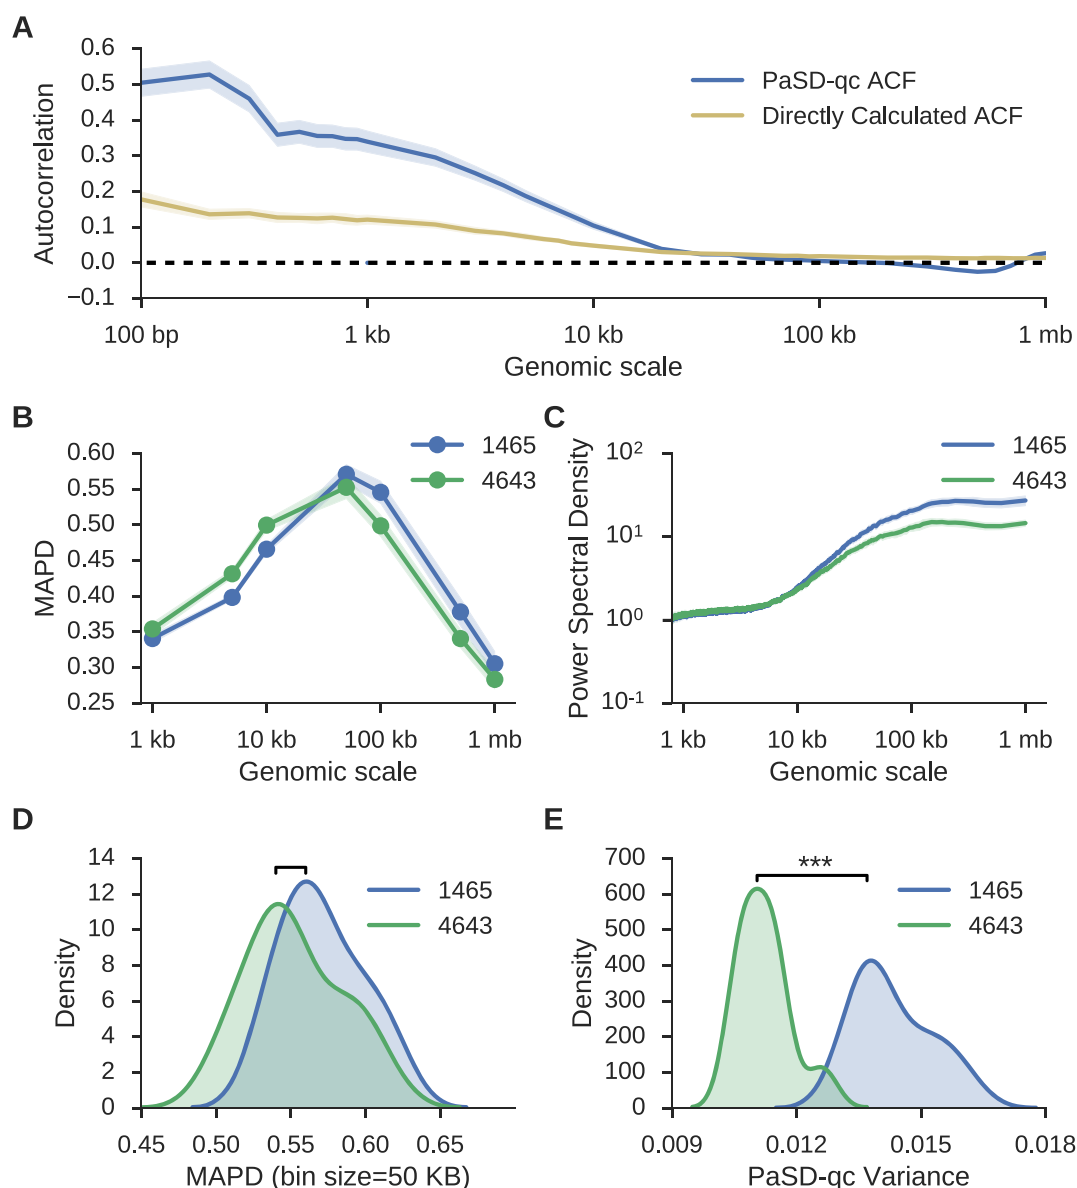 A
0.6
0.5
0.4
0.3
0.2
0.1
0.0
−0.1
Autocorrelation
PaSD-qc ACF
Directly Calculated ACF
100 bp
1 kb
10 kb
100 kb
1 mb
Genomic scale
B
0.60
0.55
0.50
0.45
0.40
0.35
0.30
0.25
MAPD
1465
4643
1 kb
10 kb
100 kb
1 mb
Genomic scale
C
10²
10¹
10⁰
10⁻¹
Power Spectral Density
1465
4643
1 kb
10 kb
100 kb
1 mb
Genomic scale
D
14
12
10
8
6
4
2
0
Density
1465
4643
0.45
0.50
0.55
0.60
0.65
MAPD (bin size=50 KB)
E
700
600
500
400
300
200
100
0
Density
***
1465
4643
0.009
0.012
0.015
0.018
PaSD-qc Variance